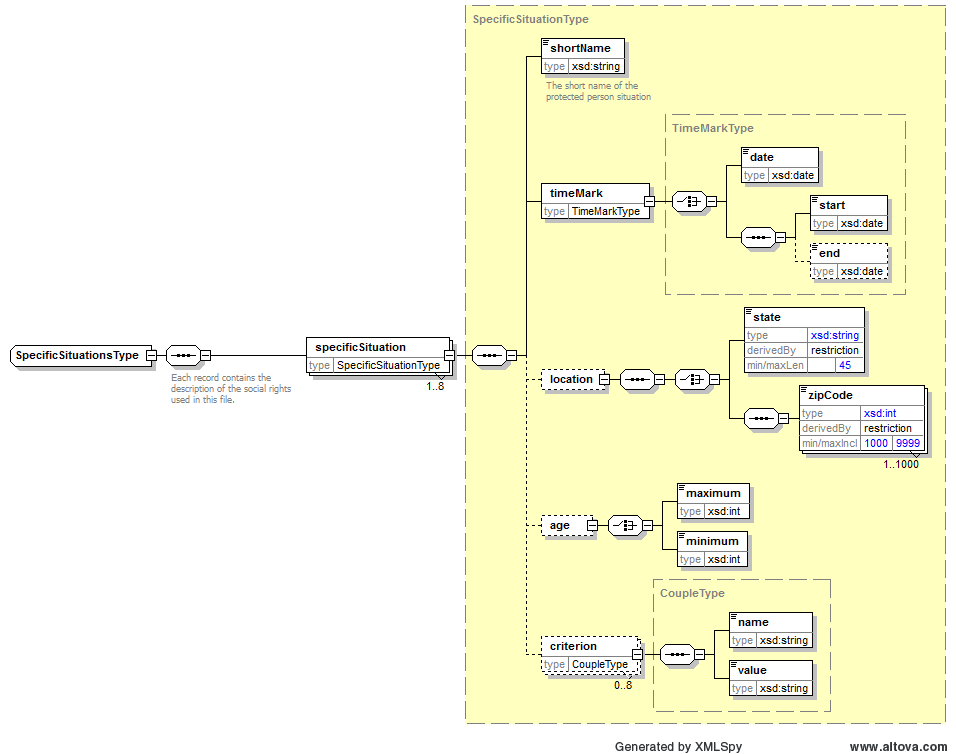 SpecificSituationType
shortName
type xsd:string
The short name of the
protected person situation
TimeMarkType
date
type xsd:date
timeMark
type TimeMarkType
start
type xsd:date
end
type xsd:date
SpecificSituationsType
Each record contains the
description of the social rights
used in this file.
specificSituation
type SpecificSituationType
1..8
state
type xsd:string
derivedBy restriction
min/maxLen 45
location
zipCode
type xsd:int
derivedBy restriction
min/maxIncl 1000 9999
1..1000
age
maximum
type xsd:int
minimum
type xsd:int
CoupleType
criterion
type CoupleType
0..8
name
type xsd:string
value
type xsd:string
Generated by XMLSpy www.altova.com